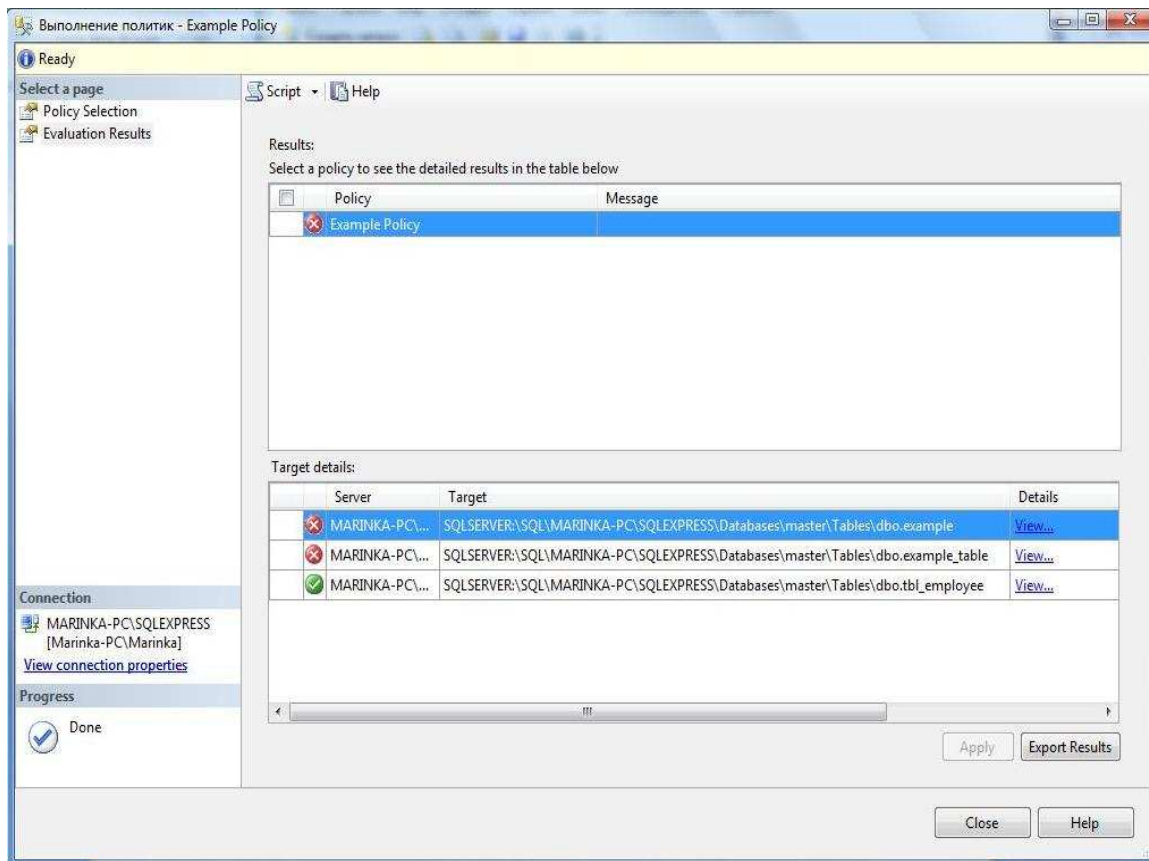 Выполнение политик - Example Policy
Ready
Select a page
Policy Selection
Evaluation Results
Script
Help
Results:
Select a policy to see the detailed results in the table below
Policy Message
Example Policy
Target details:
Server Target Details
MARINKA-PC\... SQLSERVER:\SQL\MARINKA-PC\SQLEXPRESS\Databases\master\Tables\dbo.example View...
MARINKA-PC\... SQLSERVER:\SQL\MARINKA-PC\SQLEXPRESS\Databases\master\Tables\dbo.example_table View...
MARINKA-PC\... SQLSERVER:\SQL\MARINKA-PC\SQLEXPRESS\Databases\master\Tables\dbo.tbl_employee View...
Connection
MARINKA-PC\SQLEXPRESS
[Marinka-PC\Marinka]
View connection properties
Progress
Done
Apply Export Results
Close Help